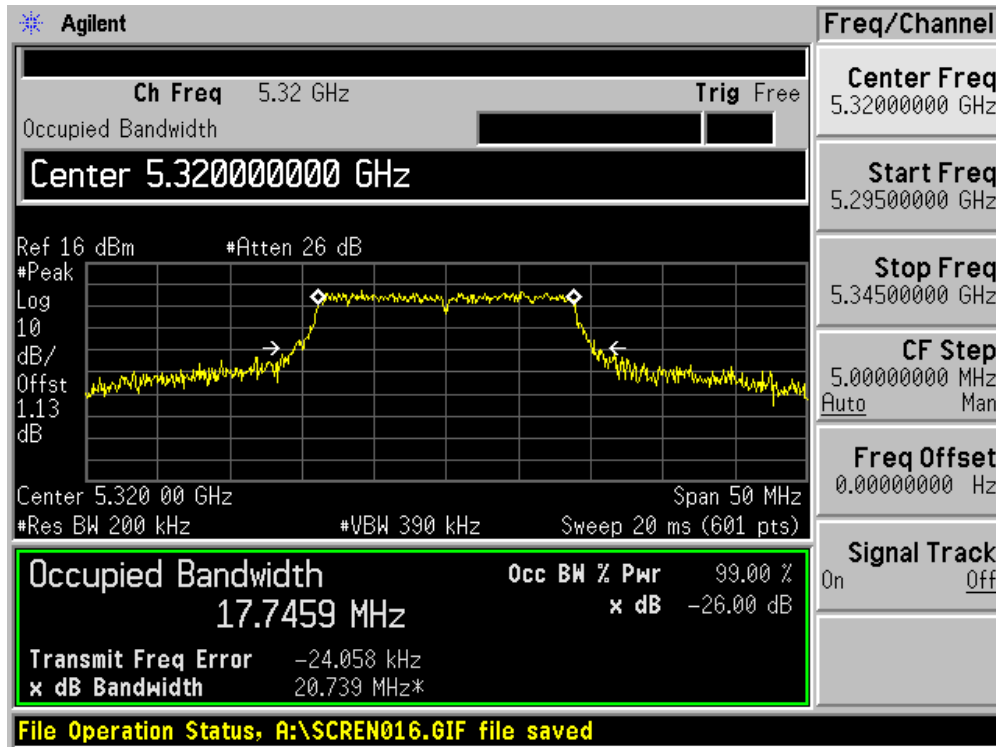 Agilent
Freq/Channel
Ch Freq 5.32 GHz Trig Free
Occupied Bandwidth
Center 5.320000000 GHz
Ref 16 dBm #Atten 26 dB
#Peak
Log
10
dB/
Offst
1.13
dB
Center 5.320 00 GHz Span 50 MHz
#Res BW 200 kHz #VBW 390 kHz Sweep 20 ms (601 pts)
Occupied Bandwidth Occ BW % Pwr 99.00 %
17.7459 MHz x dB -26.00 dB
Transmit Freq Error -24.058 kHz
x dB Bandwidth 20.739 MHz*
File Operation Status, A:\SCREN016.GIF file saved
Center Freq
5.32000000 GHz
Start Freq
5.29500000 GHz
Stop Freq
5.34500000 GHz
CF Step
5.00000000 MHz
Auto Man
Freq Offset
0.00000000 Hz
Signal Track
On Off